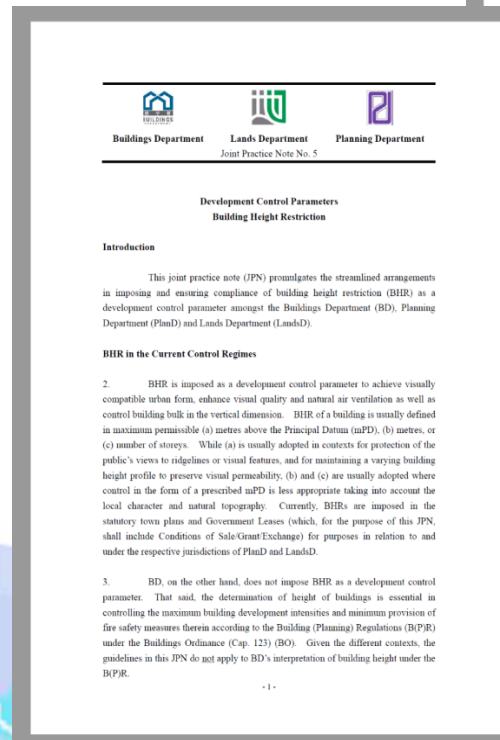 BUILDINGS
Buildings Department Lands Department Planning Department
Joint Practice Note No. 5
Development Control Parameters
Building Height Restriction
Introduction
This joint practice note (JPN) promulgates the streamlined arrangements
in imposing and ensuring compliance of building height restriction (BHR) as a
development control parameter amongst the Buildings Department (BD), Planning
Department (PlanD) and Lands Department (LandsD).
BHR in the Current Control Regimes
2. BHR is imposed as a development control parameter to achieve visually
compatible urban form, enhance visual quality and natural air ventilation as well as
control building bulk in the vertical dimension. BHR of a building is usually defined
in maximum permissible (a) metres above the Principal Datum (mPD), (b) metres, or
(c) number of storeys. While (a) is usually adopted in contexts for protection of the
public's views to ridgelines or visual features, and for maintaining a varying building
height profile to preserve visual permeability, (b) and (c) are usually adopted where
control in the form of a prescribed mPD is less appropriate taking into account the
local character and natural topography. Currently, BHRs are imposed in the
statutory town plans and Government Leases (which, for the purpose of this JPN,
shall include Conditions of Sale/Grant/Exchange) for purposes in relation to and
under the respective jurisdictions of PlanD and LandsD.
3. BD, on the other hand, does not impose BHR as a development control
parameter. That said, the determination of height of buildings is essential in
controlling the maximum building development intensities and minimum provision of
fire safety measures therein according to the Building (Planning) Regulations (B(P)R)
under the Buildings Ordinance (Cap. 123) (BO). Given the different contexts, the
guidelines in this JPN do not apply to BD's interpretation of building height under the
B(P)R.
- 1 -